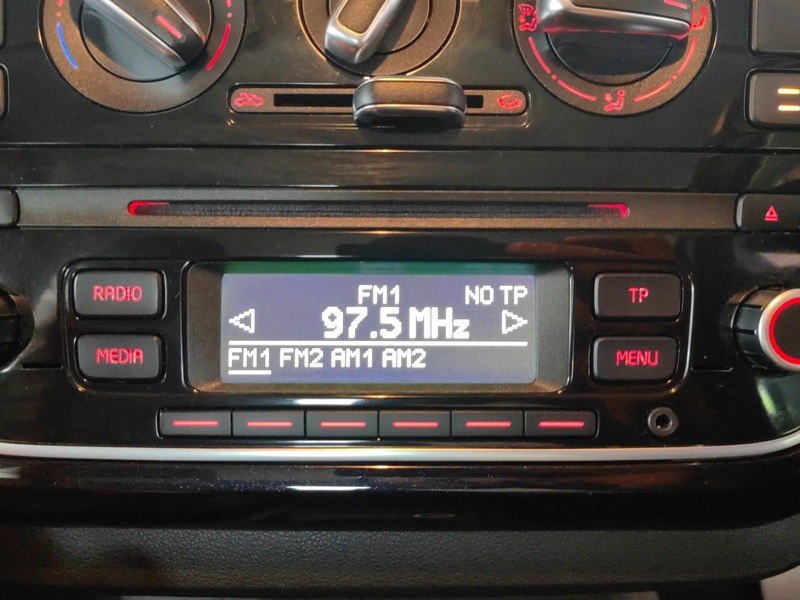 RADIO
MEDIA
FM1 NO TP
97.5 MHz
FM1 FM2 AM1 AM2
TP
MENU